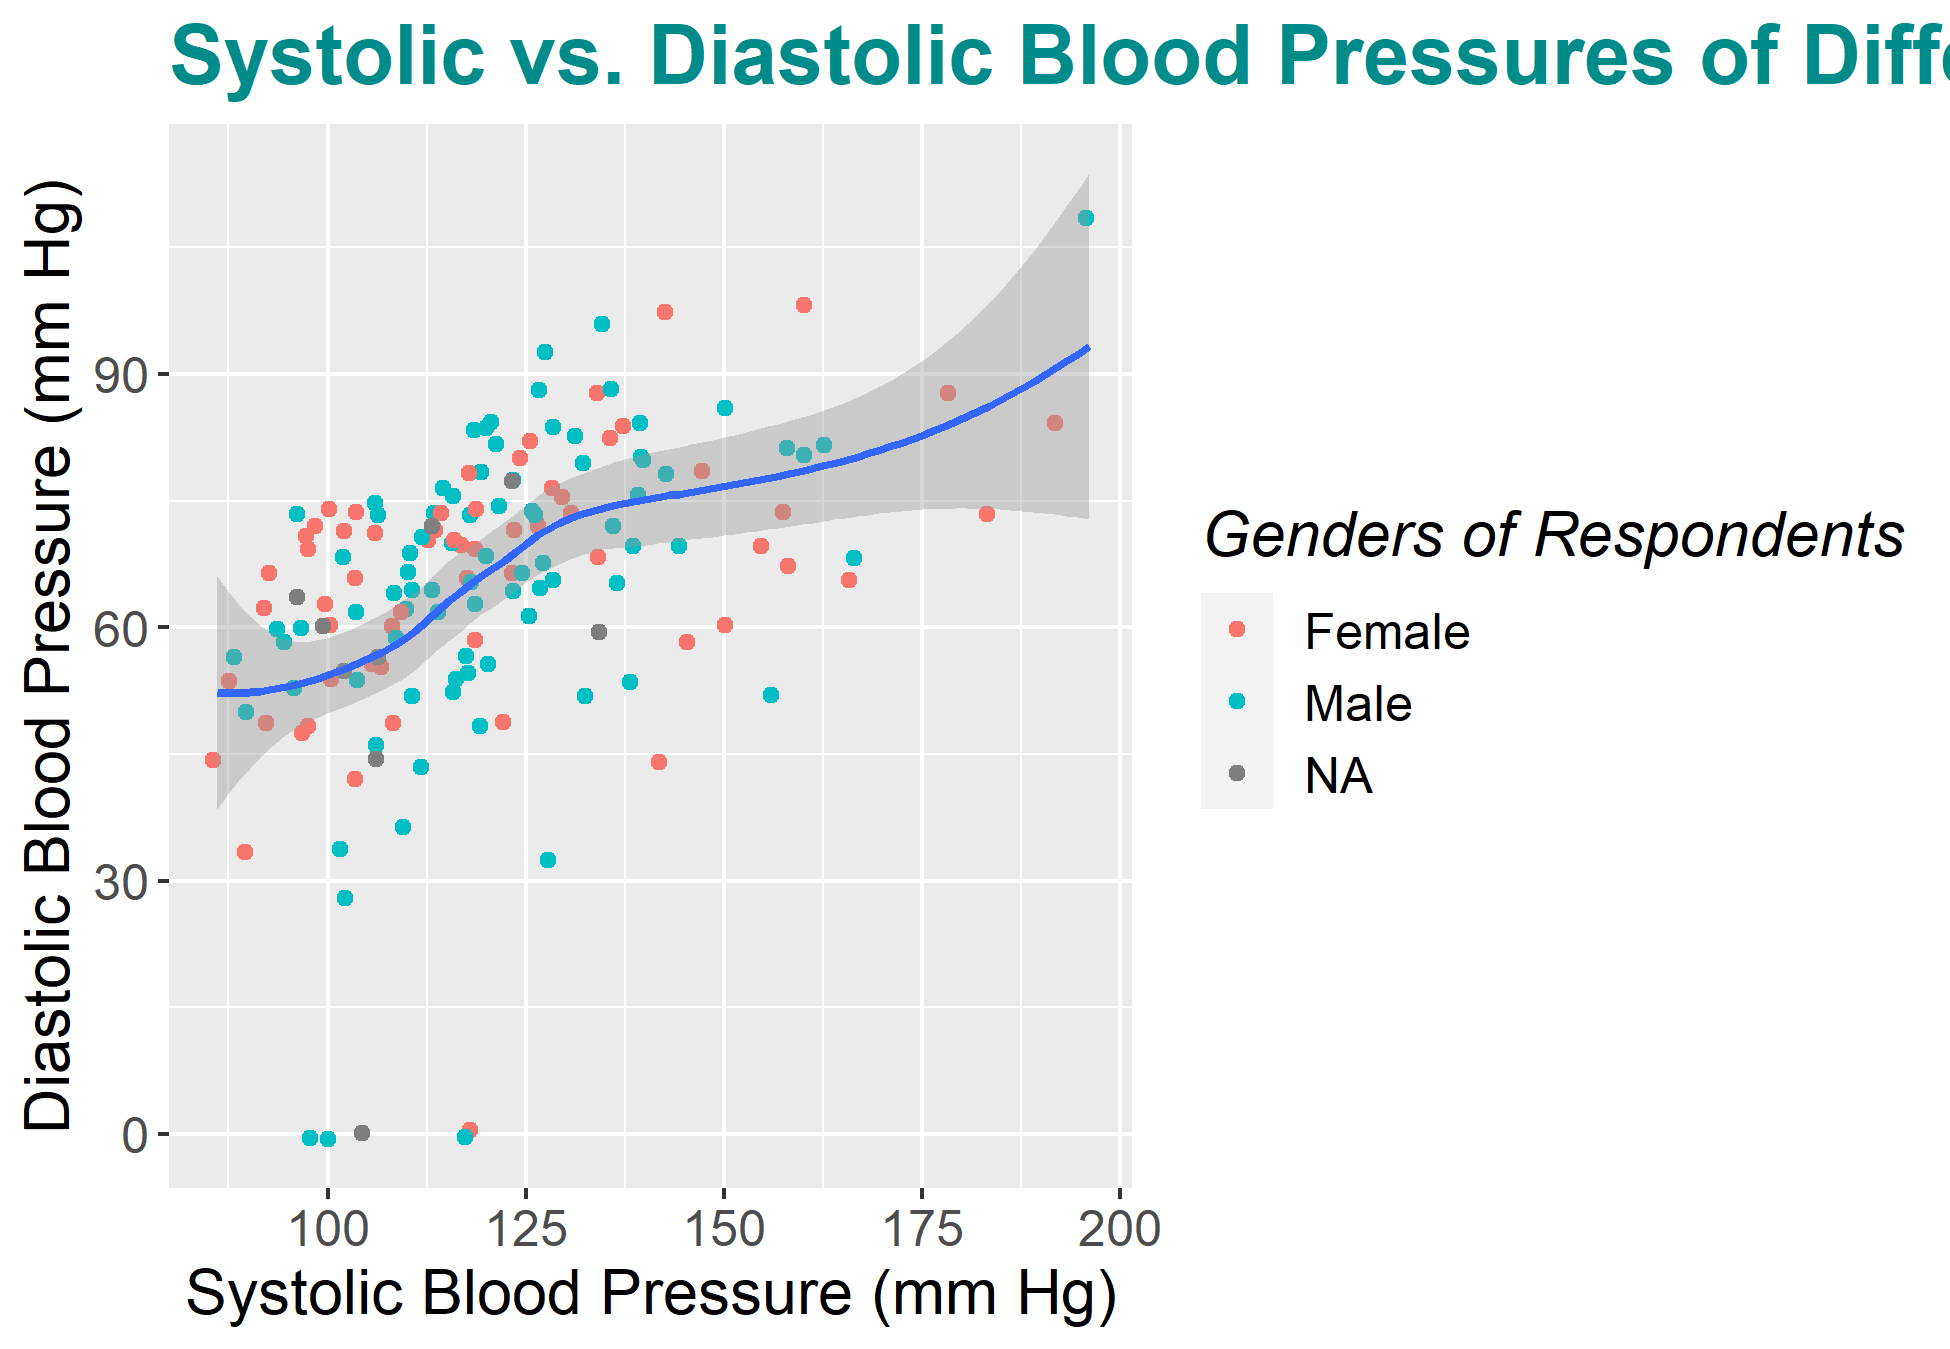 Systolic vs. Diastolic Blood Pressures of Diffe
Diastolic Blood Pressure (mm Hg)
90
60
30
0
100 125 150 175 200
Systolic Blood Pressure (mm Hg)
Genders of Respondents
Female
Male
NA